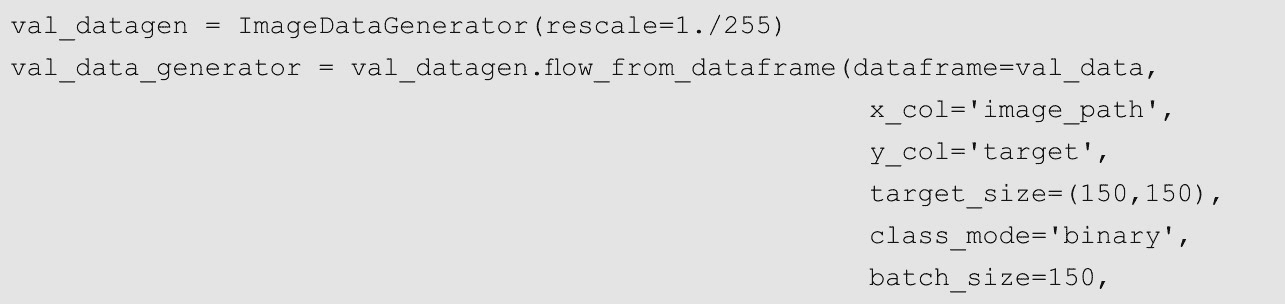 val_datagen = ImageDataGenerator(rescale=1./255)
val_data_generator = val_datagen.flow_from_dataframe(dataframe=val_data,
x_col='image_path',
y_col='target',
target_size=(150,150),
class_mode='binary',
batch_size=150,